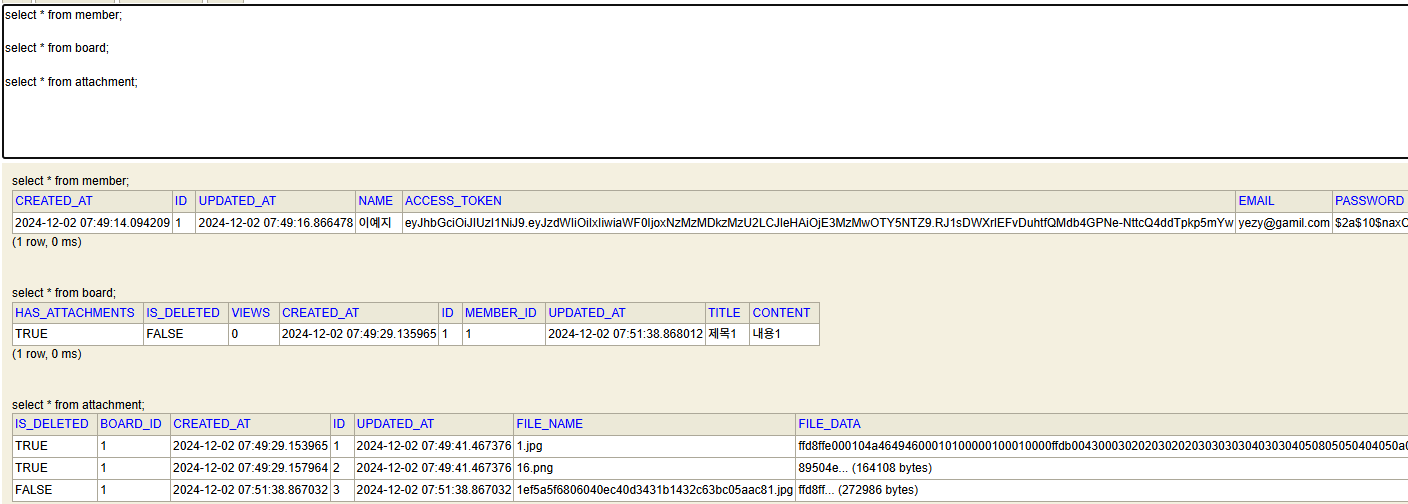 select * from member;
select * from board;
select * from attachment;
select * from member;
CREATED_AT ID UPDATED_AT NAME ACCESS_TOKEN EMAIL PASSWORD
2024-12-02 07:49:14.094209 1 2024-12-02 07:49:16.866478 이예지 yezy@gamil.com
(1 row, 0 ms)
select * from board;
HAS_ATTACHMENTS IS_DELETED VIEWS CREATED_AT ID MEMBER_ID UPDATED_AT TITLE CONTENT
TRUE FALSE 0 2024-12-02 07:49:29.135965 1 1 2024-12-02 07:51:38.868012 제목1 내용1
(1 row, 0 ms)
select * from attachment;
IS_DELETED BOARD_ID CREATED_AT ID UPDATED_AT FILE_NAME FILE_DATA
TRUE 1 2024-12-02 07:49:29.153965 1 2024-12-02 07:49:41.467376 1.jpg
TRUE 1 2024-12-02 07:49:29.157964 2 2024-12-02 07:49:41.467376 16.png 89504e... (164108 bytes)
FALSE 1 2024-12-02 07:51:38.867032 3 2024-12-02 07:51:38.867032 1ef5a5f6806040ec40d3431b1432c63bc05aac81.jpg ffd8ff... (272986 bytes)